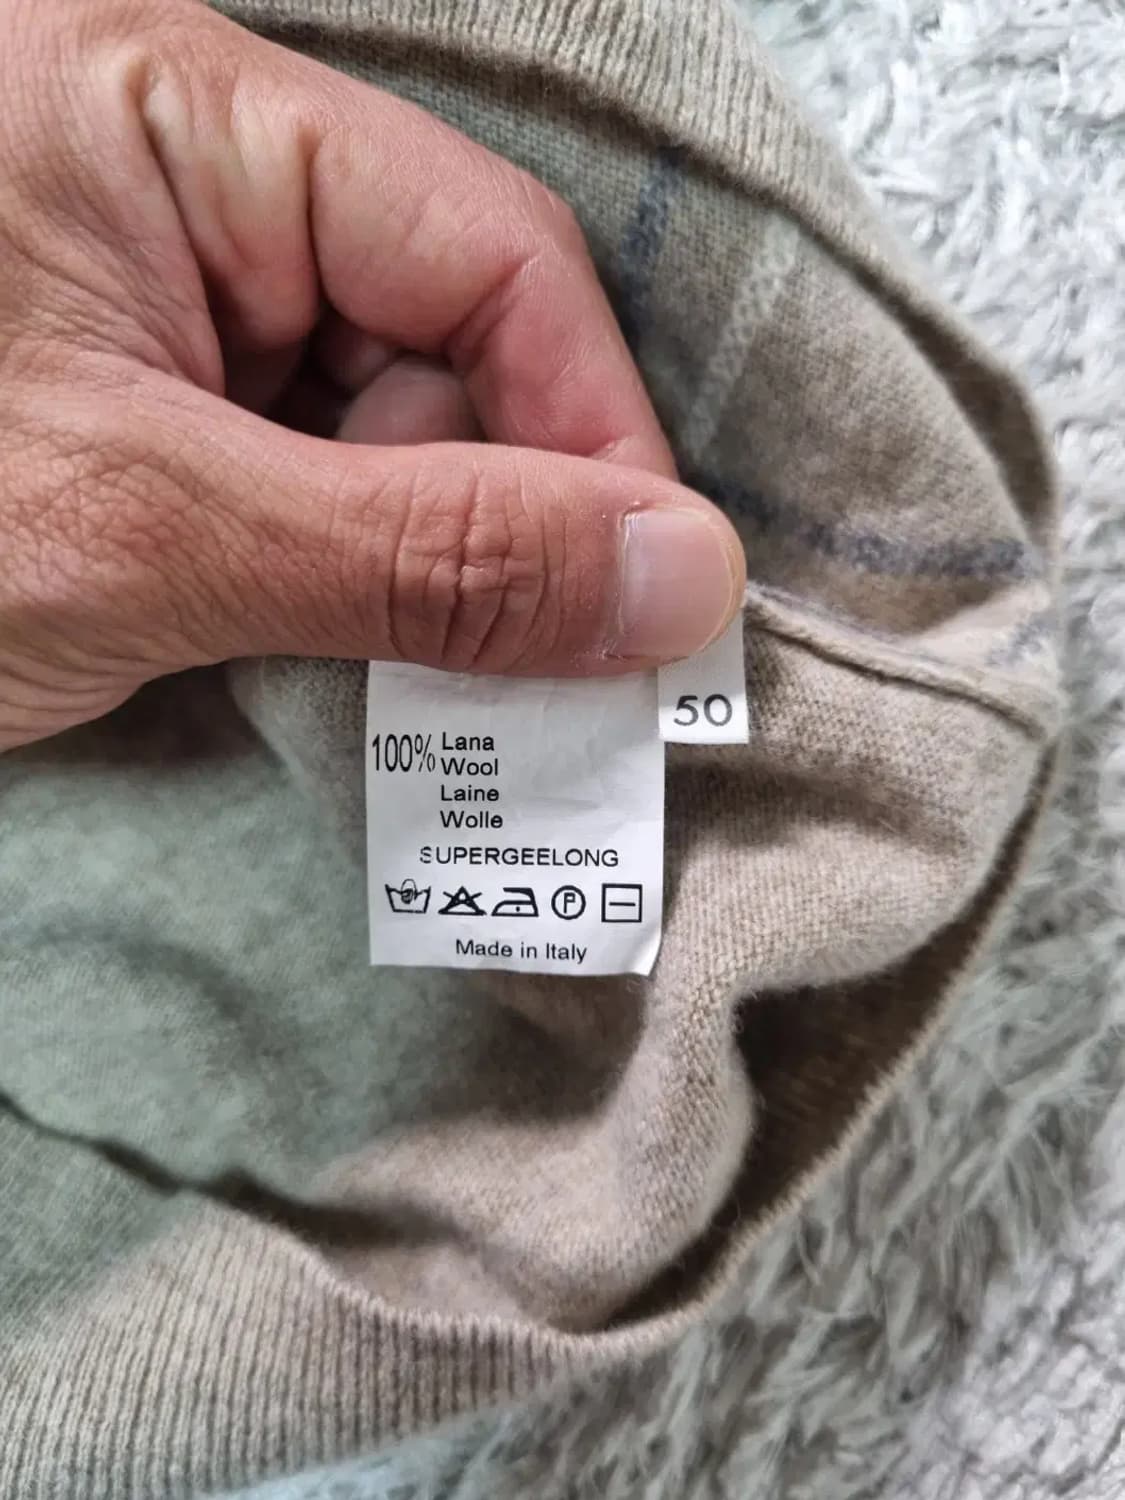 50
100% Lana
Wool
Laine
Wolle
SUPERGEELONG
P
Made in Italy